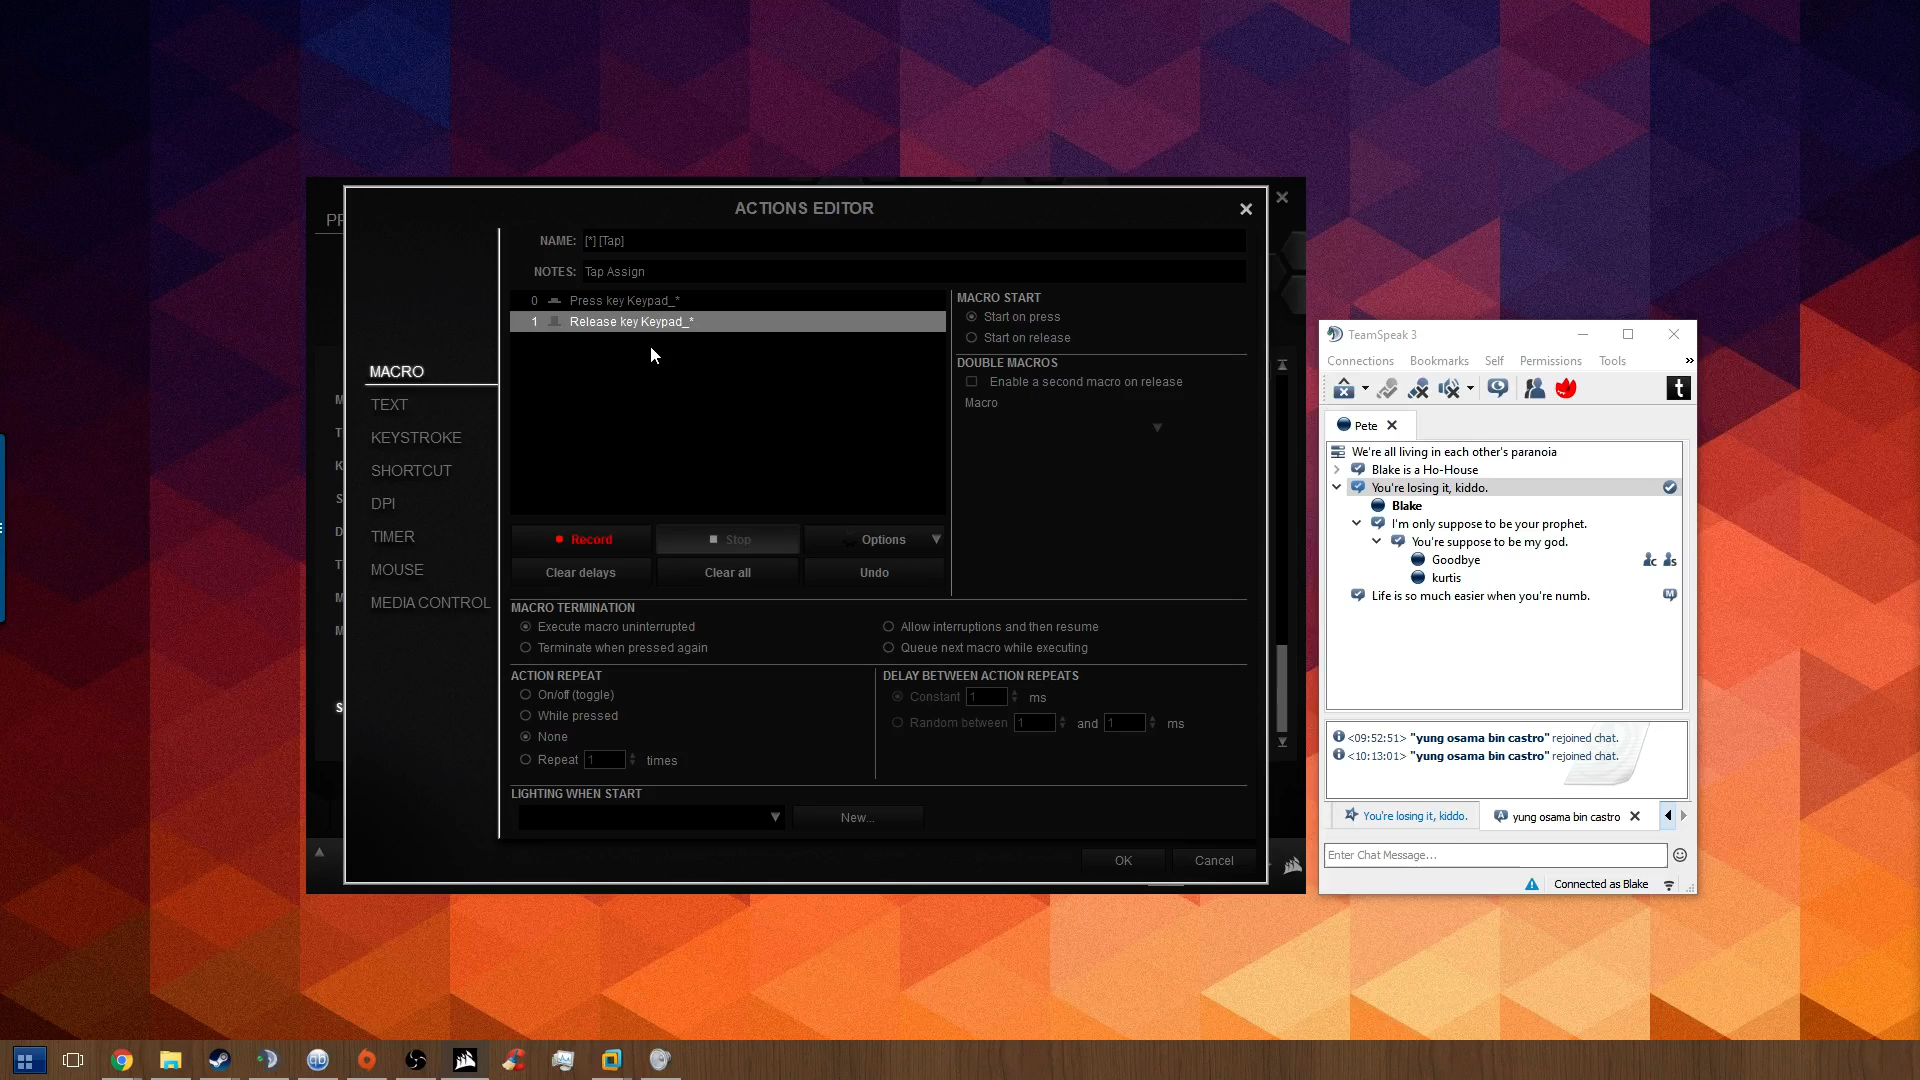 PR
ACTIONS EDITOR
NAME: [*] [Tap]
NOTES: Tap Assign
0 Press key Keypad_*
1 Release key Keypad_*
MACRO START
Start on press
Start on release
DOUBLE MACROS
Enable a second macro on release
Macro
MACRO
TEXT
KEYSTROKE
SHORTCUT
DPI
TIMER
MOUSE
MEDIA CONTROL
M
T
K
S
D
T
M
M
S
Record
Stop
Options
Clear delays
Clear all
Undo
MACRO TERMINATION
Execute macro uninterrupted
Allow interruptions and then resume
Terminate when pressed again
Queue next macro while executing
ACTION REPEAT
On/off (toggle)
While pressed
None
Repeat 1 times
DELAY BETWEEN ACTION REPEATS
Constant 1 ms
Random between 1 and 1 ms
LIGHTING WHEN START
New...
OK
Cancel
TeamSpeak 3
Connections Bookmarks Self Permissions Tools »
t
Pete
We're all living in each other's paranoia
Blake is a Ho-House
You're losing it, kiddo.
Blake
I'm only suppose to be your prophet.
You're suppose to be my god.
Goodbye
kurtis
Life is so much easier when you're numb.
<09:52:51> "yung osama bin castro" rejoined chat.
<10:13:01> "yung osama bin castro" rejoined chat.
You're losing it, kiddo.
yung osama bin castro
Enter Chat Message...
Connected as Blake